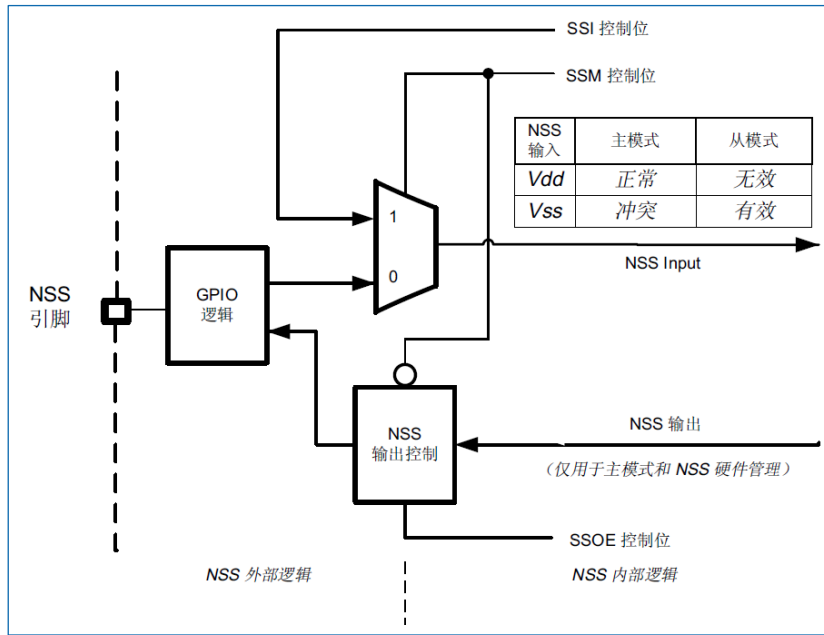 SSI 控制位
SSM 控制位
NSS 输入 主模式 从模式
Vdd 正常 无效
Vss 冲突 有效
1
0
NSS Input
NSS
引脚
GPIO
逻辑
NSS
输出控制
NSS 输出
（仅用于主模式和 NSS 硬件管理）
SSOE 控制位
NSS 外部逻辑
NSS 内部逻辑